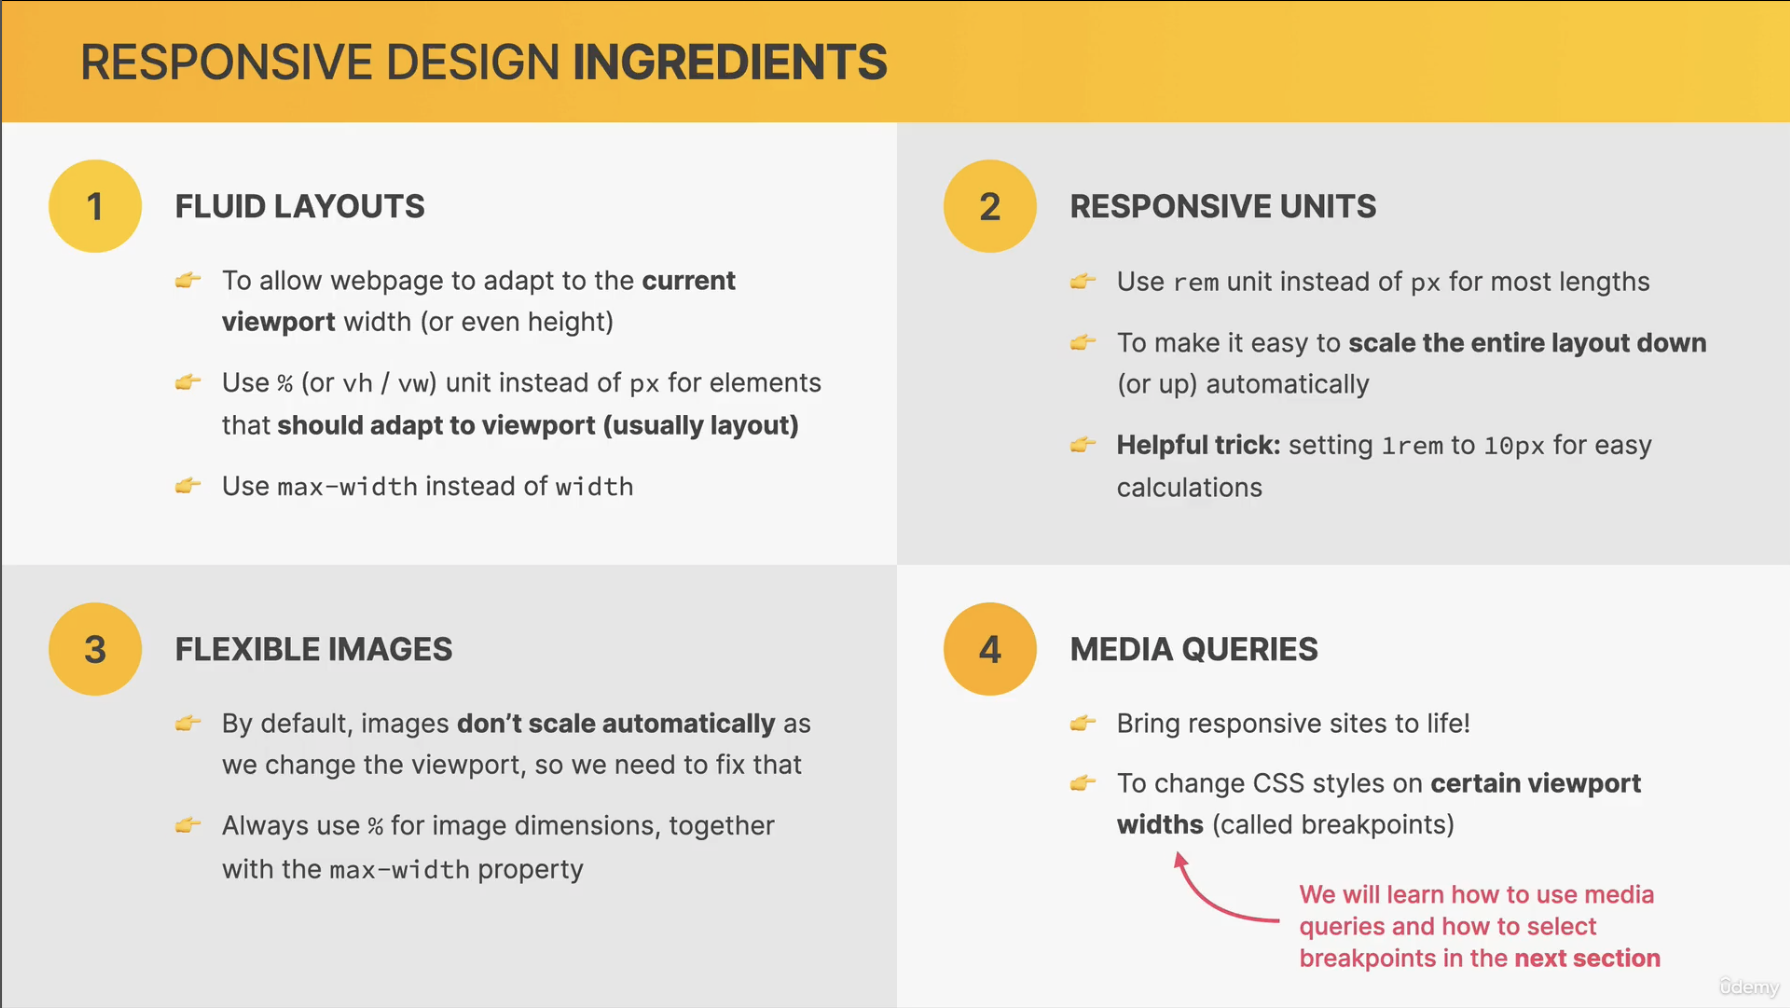 RESPONSIVE DESIGN INGREDIENTS
1
FLUID LAYOUTS
👉 To allow webpage to adapt to the current
viewport width (or even height)
👉 Use % (or vh / vw) unit instead of px for elements
that should adapt to viewport (usually layout)
👉 Use max-width instead of width
2
RESPONSIVE UNITS
👉 Use rem unit instead of px for most lengths
👉 To make it easy to scale the entire layout down
(or up) automatically
👉 Helpful trick: setting 1rem to 10px for easy
calculations
3
FLEXIBLE IMAGES
👉 By default, images don’t scale automatically as
we change the viewport, so we need to fix that
👉 Always use % for image dimensions, together
with the max-width property
4
MEDIA QUERIES
👉 Bring responsive sites to life!
👉 To change CSS styles on certain viewport
widths (called breakpoints)
We will learn how to use media
queries and how to select
breakpoints in the next section
ûdemy